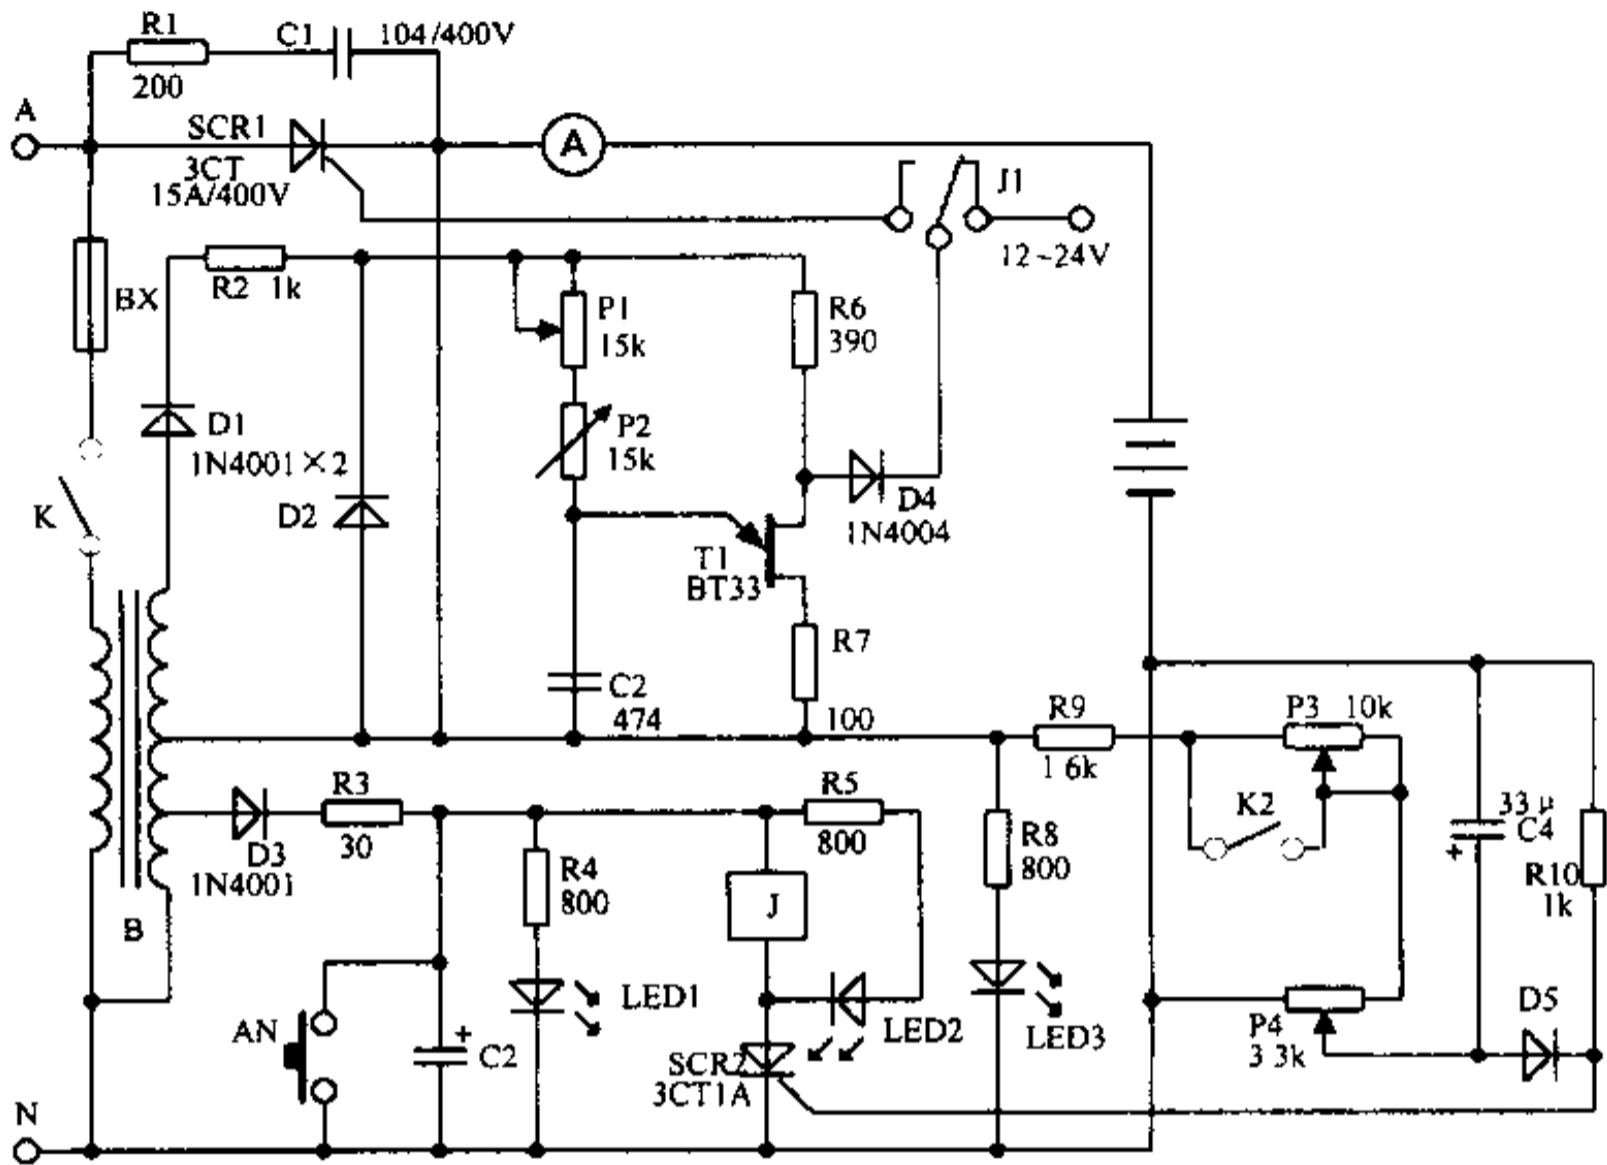 R1
C1
104/400V
200
A
SCR1
3CT
15A/400V
A
J1
12~24V
R2 1k
BX
P1
15k
R6
390
D1
1N4001×2
P2
15k
K
D2
D4
1N4004
T1
BT33
R7
C2
474
100
R9
1 6k
P3 10k
R3
30
R5
800
K2
33μ
C4
D3
1N4001
R4
800
J
R8
800
R10
1k
B
LED1
LED2
LED3
AN
C2
SCR2
3CT1A
P4
3 3k
D5
N